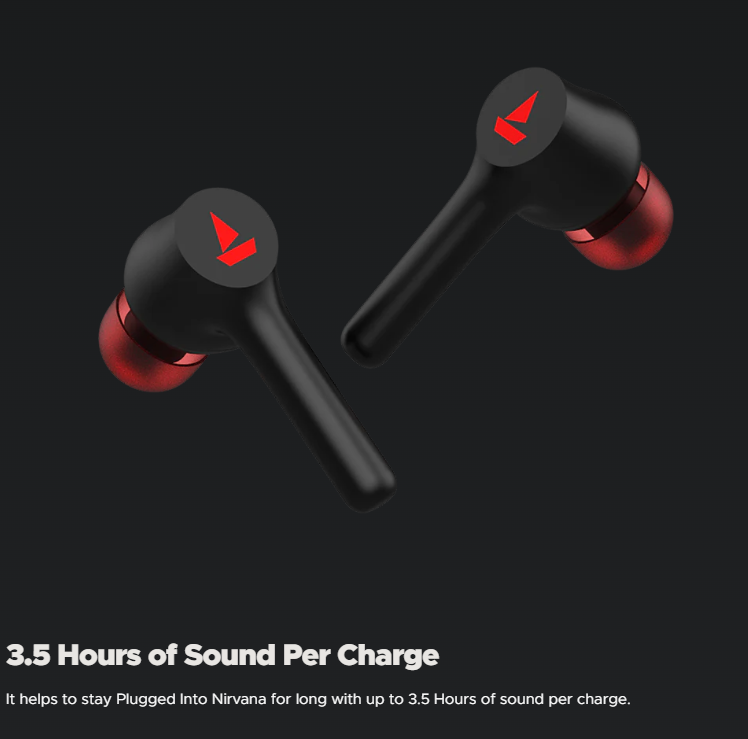 3.5 Hours of Sound Per Charge
It helps to stay Plugged Into Nirvana for long with up to 3.5 Hours of sound per charge.